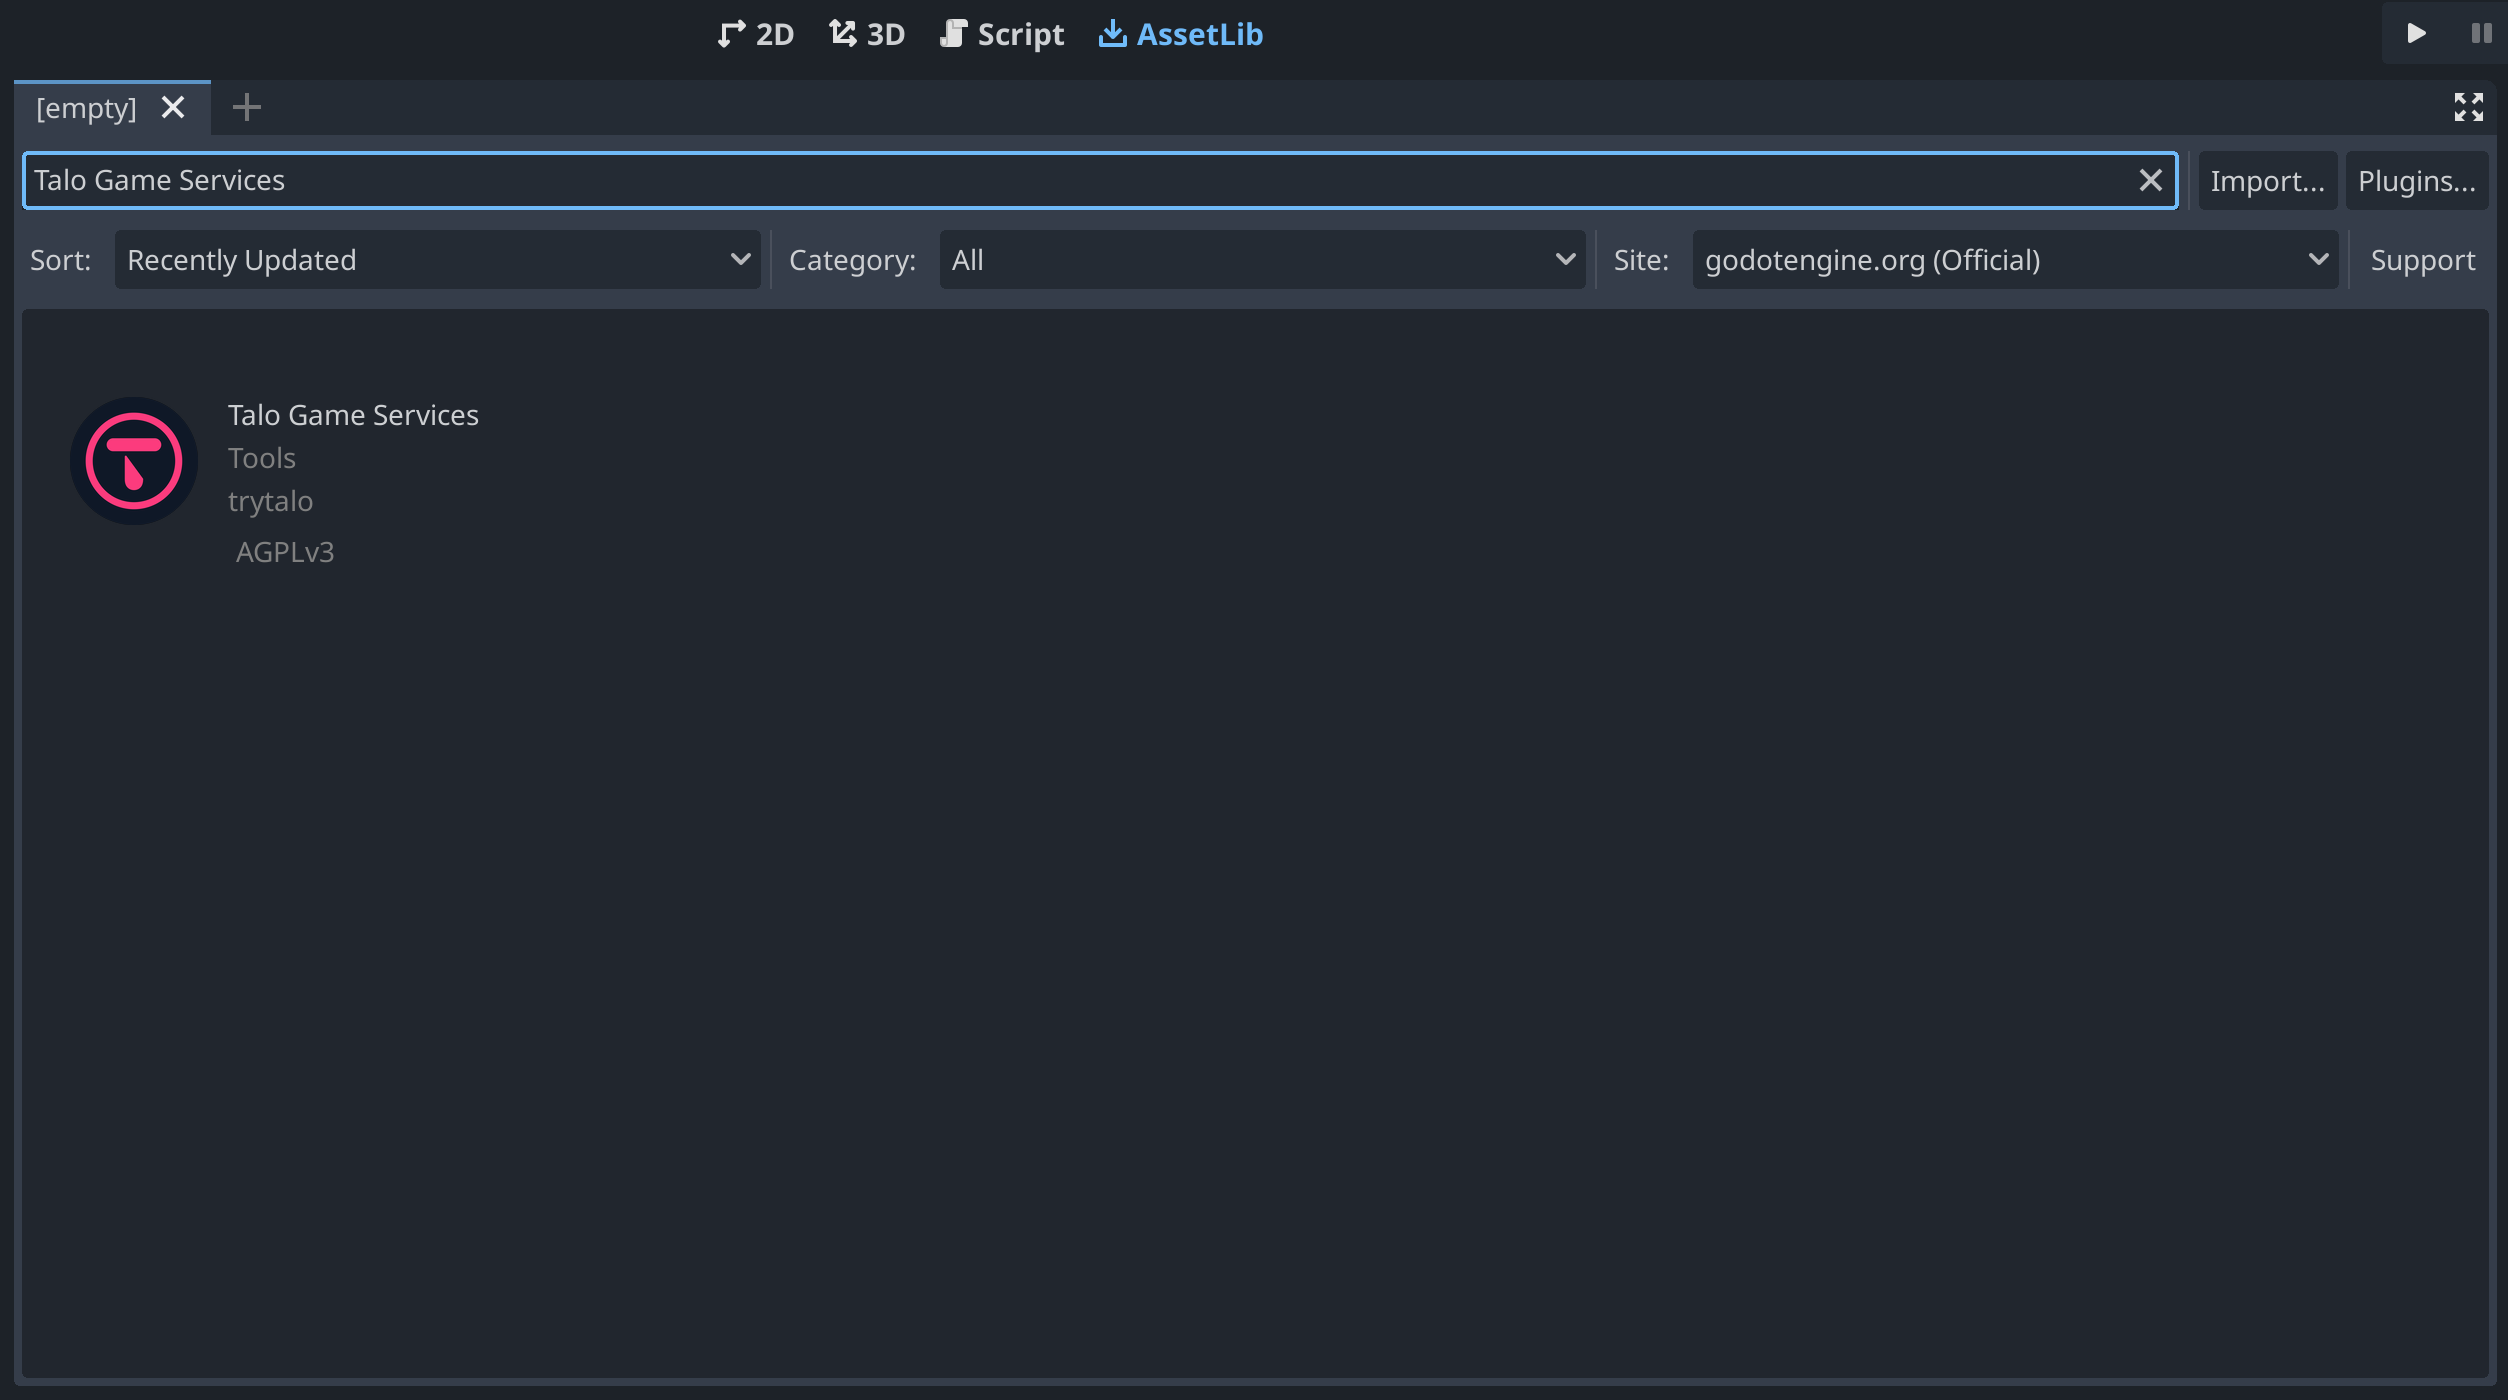 2D 3D Script AssetLib
[empty]
Talo Game Services Import... Plugins...
Sort: Recently Updated Category: All Site: godotengine.org (Official) Support
Talo Game Services
Tools
trytalo
AGPLv3